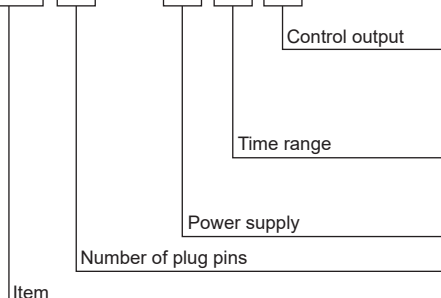 Control output
Time range
Power supply
Number of plug pins
Item